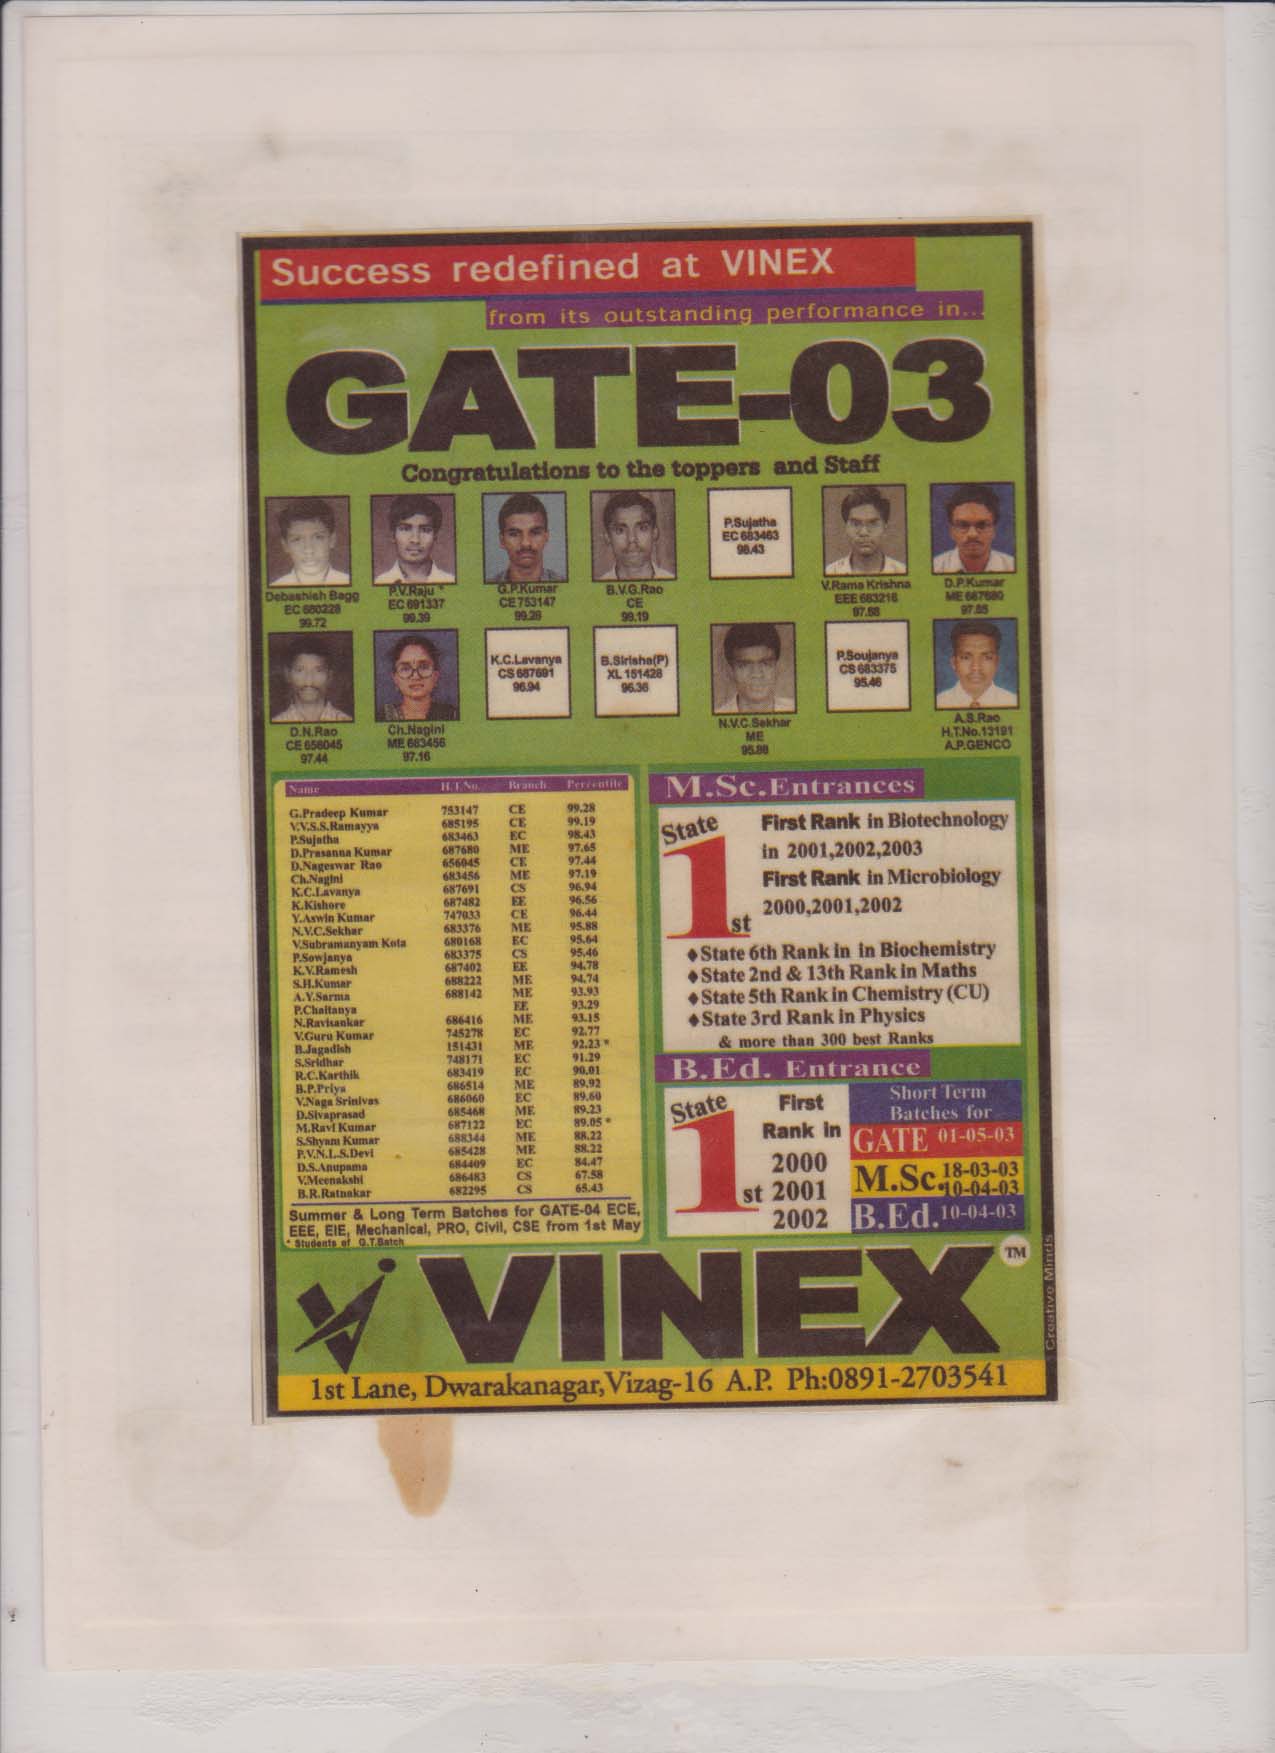 Success redefined at VINEX
from its outstanding performance in...
GATE-03
Congratulations to the toppers and Staff
Debashish Bagg
EC 680228
99.72
P.V.Raju *
EC 691337
99.39
G.P.Kumar
CE 753147
99.28
B.V.G.Rao
CE
99.19
P.Sujatha
EC 683463
98.43
V.Rama Krishna
EEE 683216
97.88
D.P.Kumar
ME 687680
97.65
D.N.Rao
CE 656045
97.44
Ch.Nagini
ME 683456
97.16
K.C.Lavanya
CS 687691
96.94
B.Sirisha(P)
XL 151428
96.36
N.V.C.Sekhar
ME
95.88
P.Soujanya
CS 683375
95.46
A.S.Rao
H.T.No.13191
A.P.GENCO
Name H.T.No. Branch Percentile
G.Pradeep Kumar 753147 CE 99.28
V.V.S.S.Ramayya 685195 CE 99.19
P.Sujatha 683463 EC 98.43
D.Prasanna Kumar 687680 ME 97.65
D.Nageswar Rao 656045 CE 97.44
Ch.Nagini 683456 ME 97.19
K.C.Lavanya 687691 CS 96.94
K.Kishore 687482 EE 96.56
Y.Aswin Kumar 747033 CE 96.44
N.V.C.Sekhar 683376 ME 95.88
V.Subramanyam Kota 680168 EC 95.64
P.Sowjanya 683375 CS 95.46
K.V.Ramesh 687402 EE 94.78
S.H.Kumar 688222 ME 94.74
A.Y.Sarma 688142 ME 93.93
P.Chaitanya EE 93.29
N.Ravisankar 686416 ME 93.15
V.Guru Kumar 745278 EC 92.77
B.Jagadish 151431 ME 92.23 *
S.Sridhar 748171 EC 91.29
R.C.Karthik 683419 EC 90.01
B.P.Priya 686514 ME 89.92
V.Naga Srinivas 686060 EC 89.60
D.Sivaprasad 685468 ME 89.23
M.Ravi Kumar 687122 EC 89.05 *
S.Shyam Kumar 688344 ME 88.22
P.V.N.L.S.Devi 685428 ME 88.22
D.S.Anupama 684409 EC 84.47
V.Meenakshi 686483 CS 67.58
B.R.Ratnakar 682295 CS 65.43
Summer & Long Term Batches for GATE-04 ECE,
EEE, EIE, Mechanical, PRO, Civil, CSE from 1st May
* Students of G.T.Batch
M.Sc.Entrances
State
1st
First Rank in Biotechnology
in 2001,2002,2003
First Rank in Microbiology
2000,2001,2002
♦State 6th Rank in in Biochemistry
♦State 2nd & 13th Rank in Maths
♦State 5th Rank in Chemistry (CU)
♦State 3rd Rank in Physics
& more than 300 best Ranks
B.Ed. Entrance
State
1st
First
Rank in
2000
2001
2002
Short Term
Batches for
GATE 01-05-03
M.Sc. 18-03-03
10-04-03
B.Ed. 10-04-03
VINEX TM
Creative Minds
1st Lane, Dwarakanagar, Vizag-16 A.P. Ph:0891-2703541